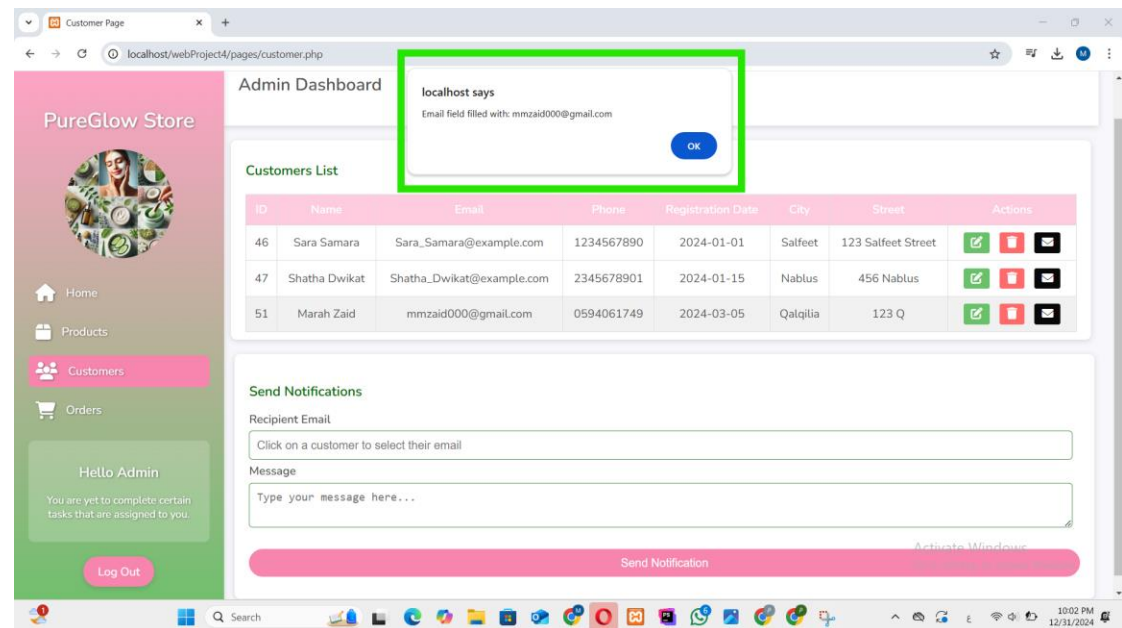 Customer Page
localhost/webProject4/pages/customer.php
M
PureGlow Store
Home
Products
Customers
Orders
Hello Admin
You are yet to complete certain
tasks that are assigned to you.
Log Out
Admin Dashboard
localhost says
Email field filled with: mmzaid000@gmail.com
OK
Customers List
ID Name Email Phone Registration Date City Street Actions
46 Sara Samara Sara_Samara@example.com 1234567890 2024-01-01 Salfeet 123 Salfeet Street
47 Shatha Dwikat Shatha_Dwikat@example.com 2345678901 2024-01-15 Nablus 456 Nablus
51 Marah Zaid mmzaid000@gmail.com 0594061749 2024-03-05 Qalqilia 123 Q
Send Notifications
Recipient Email
Click on a customer to select their email
Message
Type your message here...
Activate Windows
Send Notification
Search
ع
10:02 PM
12/31/2024